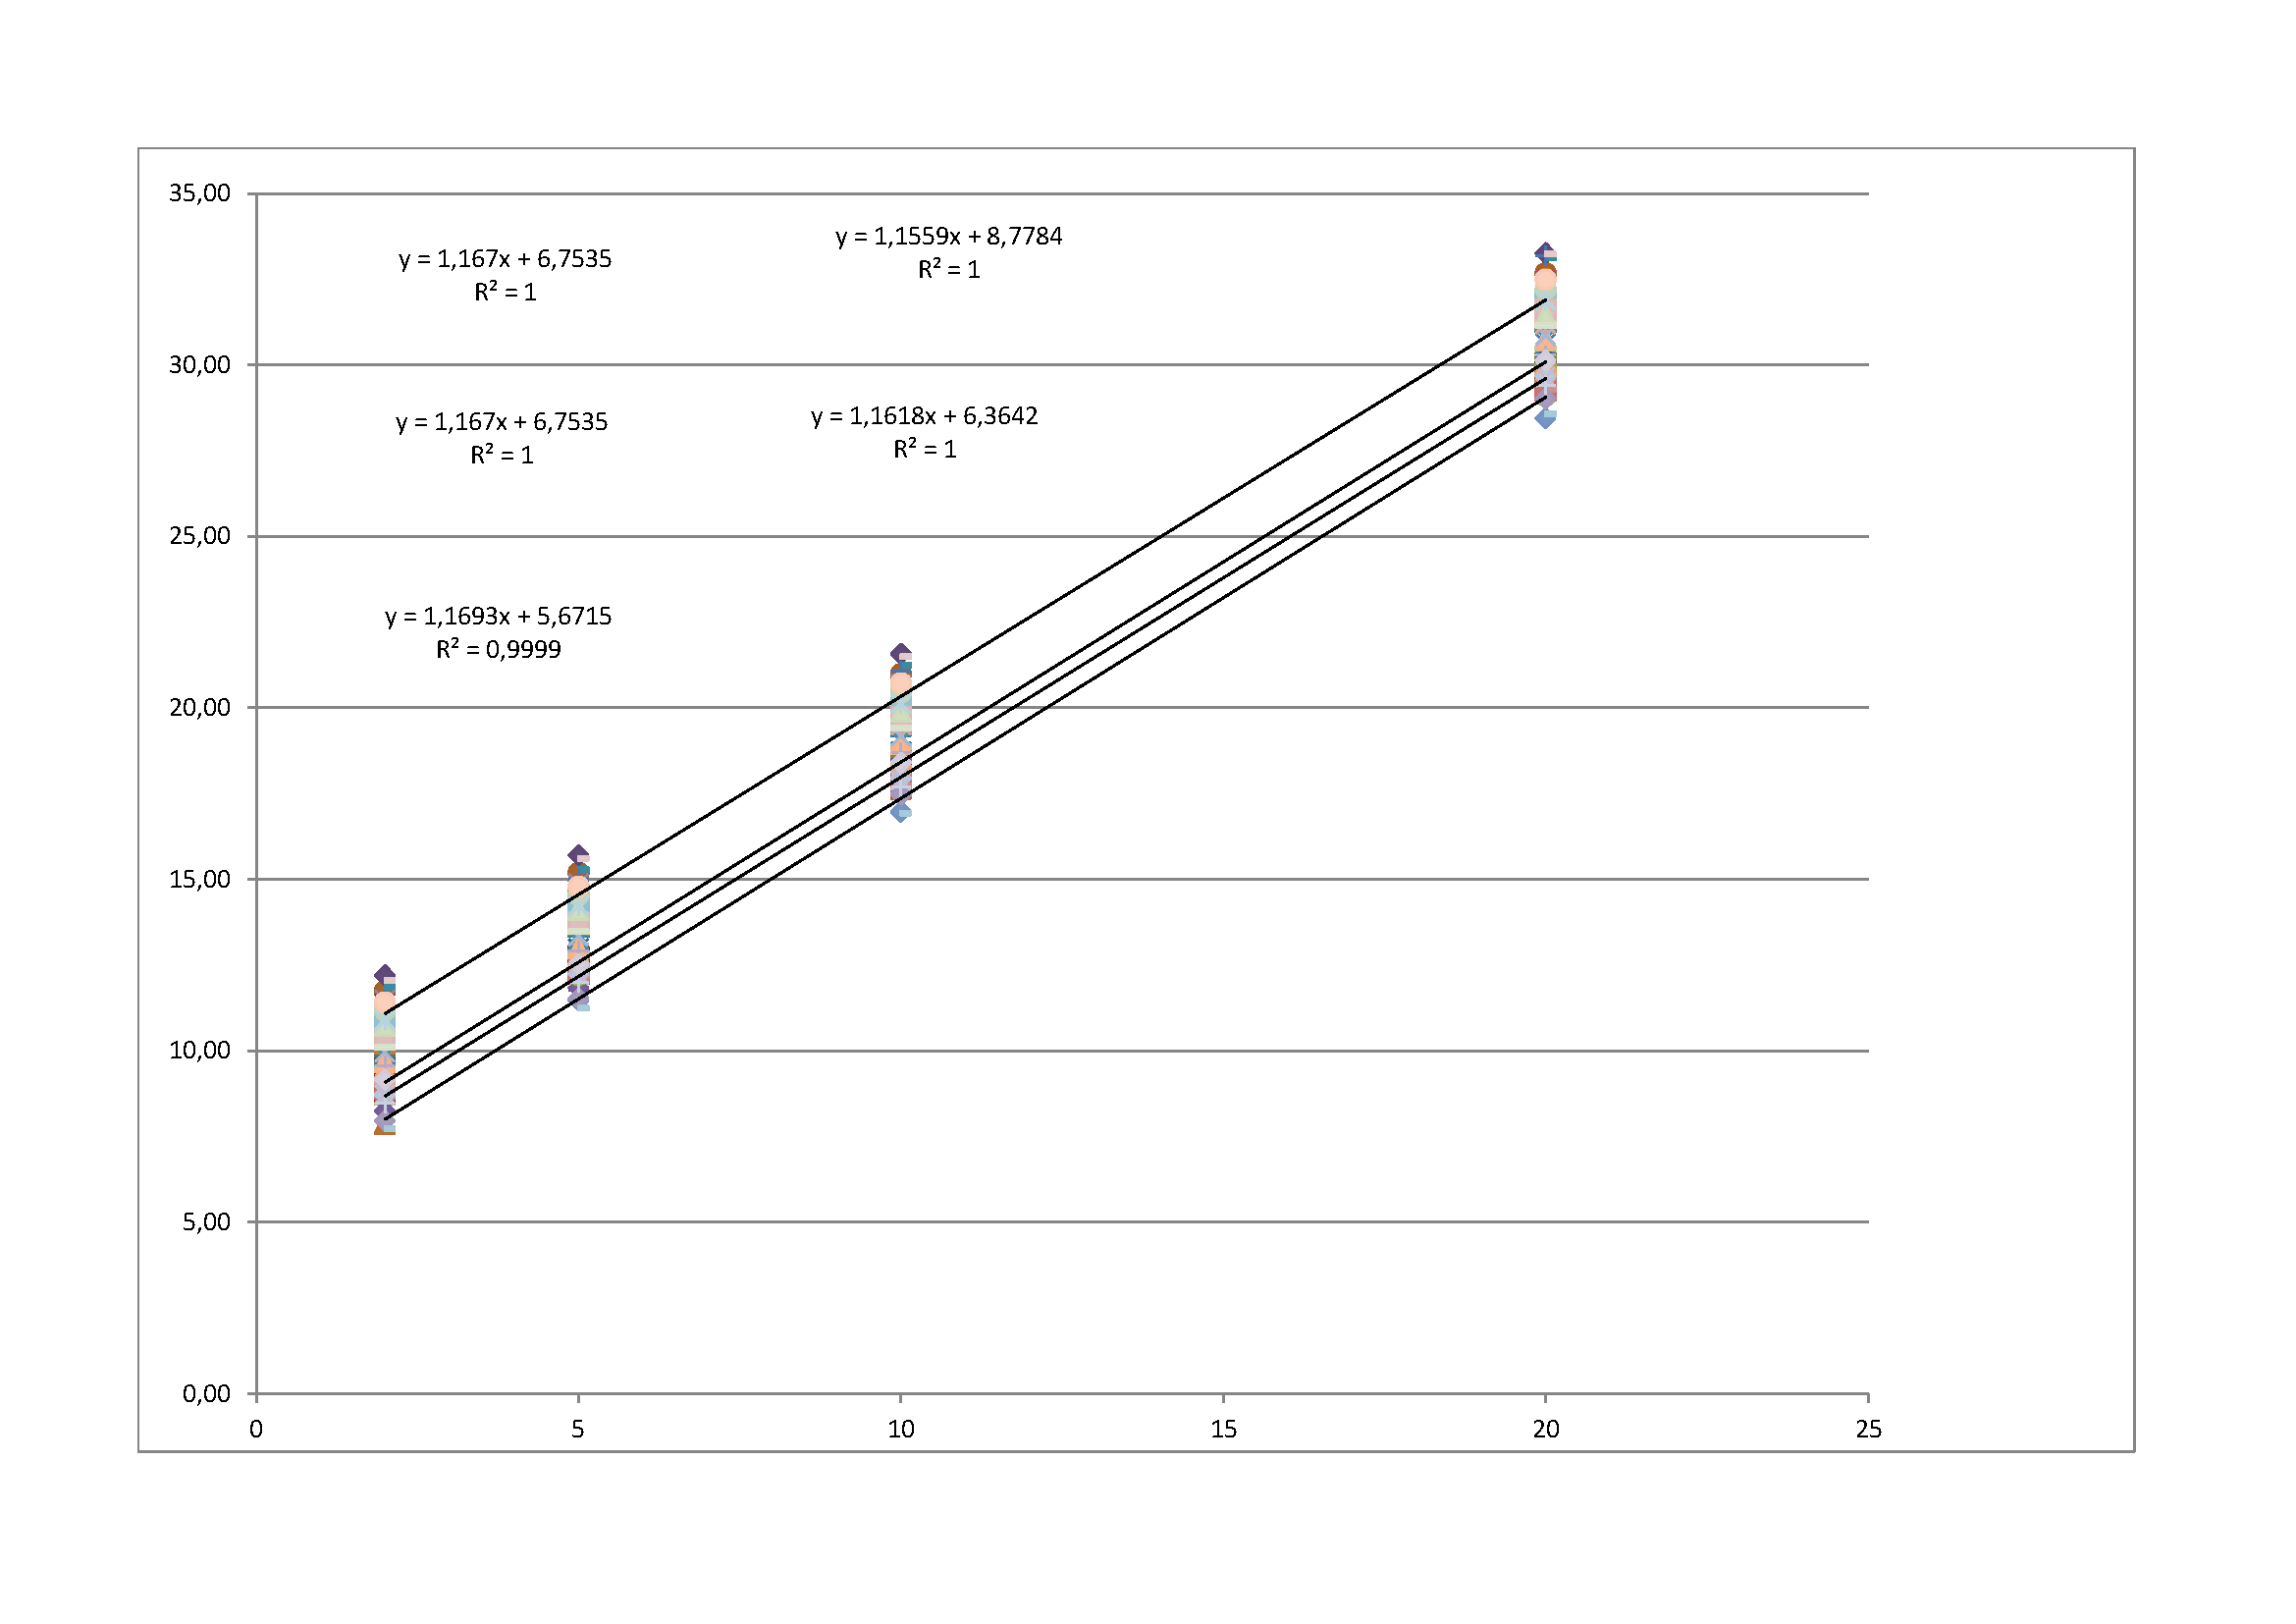 35,00
y = 1,167x + 6,7535
R² = 1
y = 1,1559x + 8,7784
R² = 1
30,00
y = 1,167x + 6,7535
R² = 1
y = 1,1618x + 6,3642
R² = 1
25,00
y = 1,1693x + 5,6715
R² = 0,9999
20,00
15,00
10,00
5,00
0,00
0 5 10 15 20 25